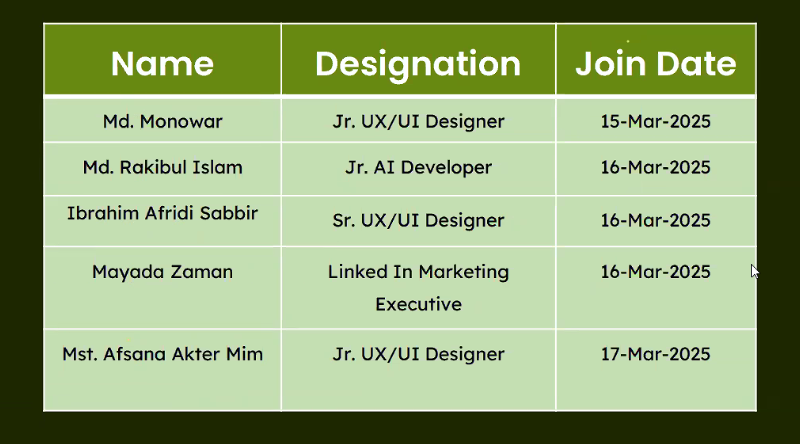 Name Designation Join Date
Md. Monowar Jr. UX/UI Designer 15-Mar-2025
Md. Rakibul Islam Jr. AI Developer 16-Mar-2025
Ibrahim Afridi Sabbir Sr. UX/UI Designer 16-Mar-2025
Mayada Zaman Linked In Marketing 16-Mar-2025
Executive
Mst. Afsana Akter Mim Jr. UX/UI Designer 17-Mar-2025